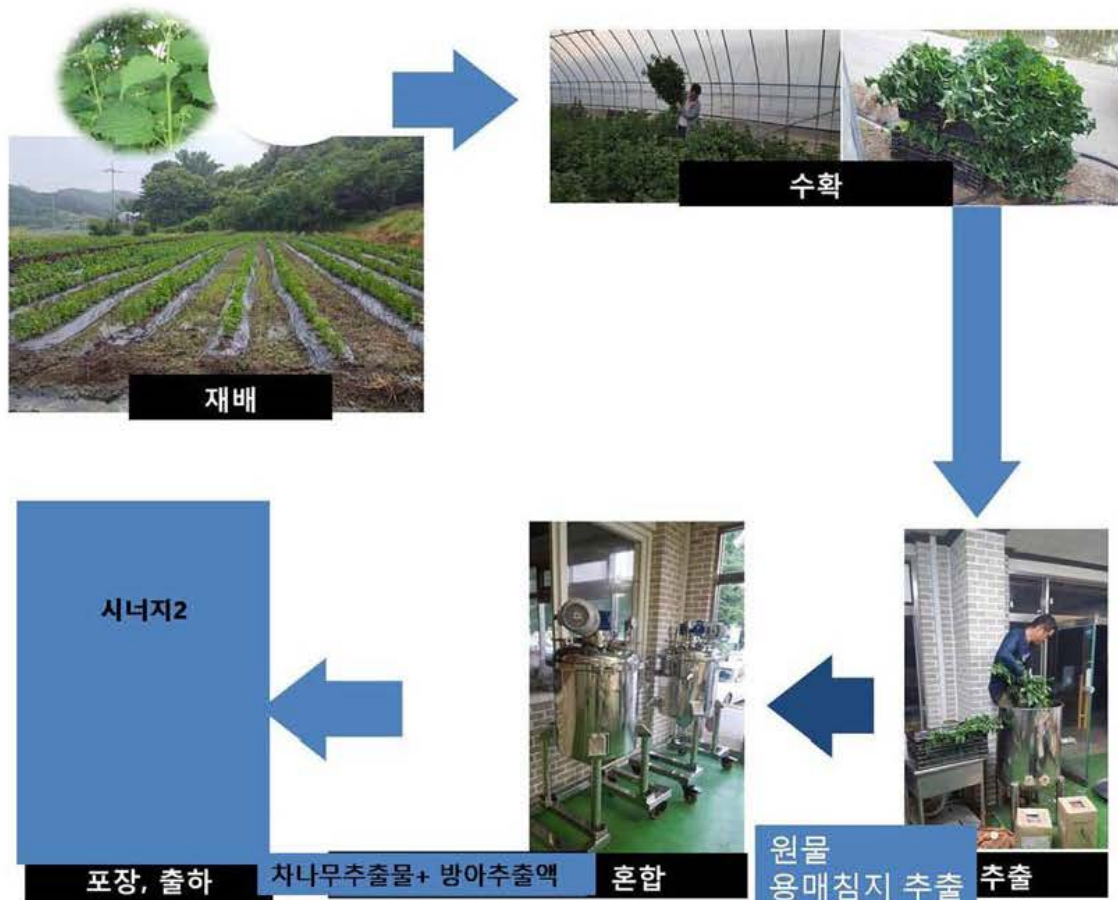 재배
수확
시너지2
포장, 출하
차나무추출물+ 방아추출액
혼합
원물
용매침지 추출
추출